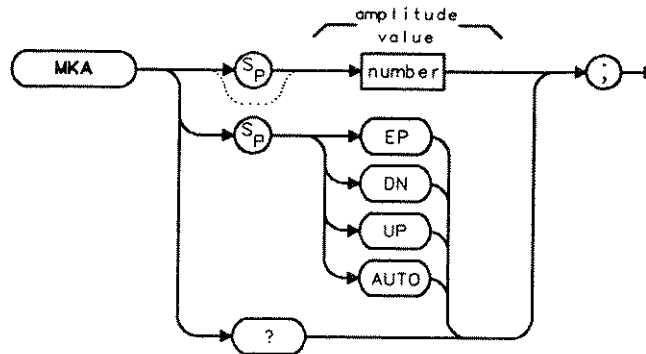 amplitude
value
MKA
SP
number
;
SP
EP
DN
UP
AUTO
?